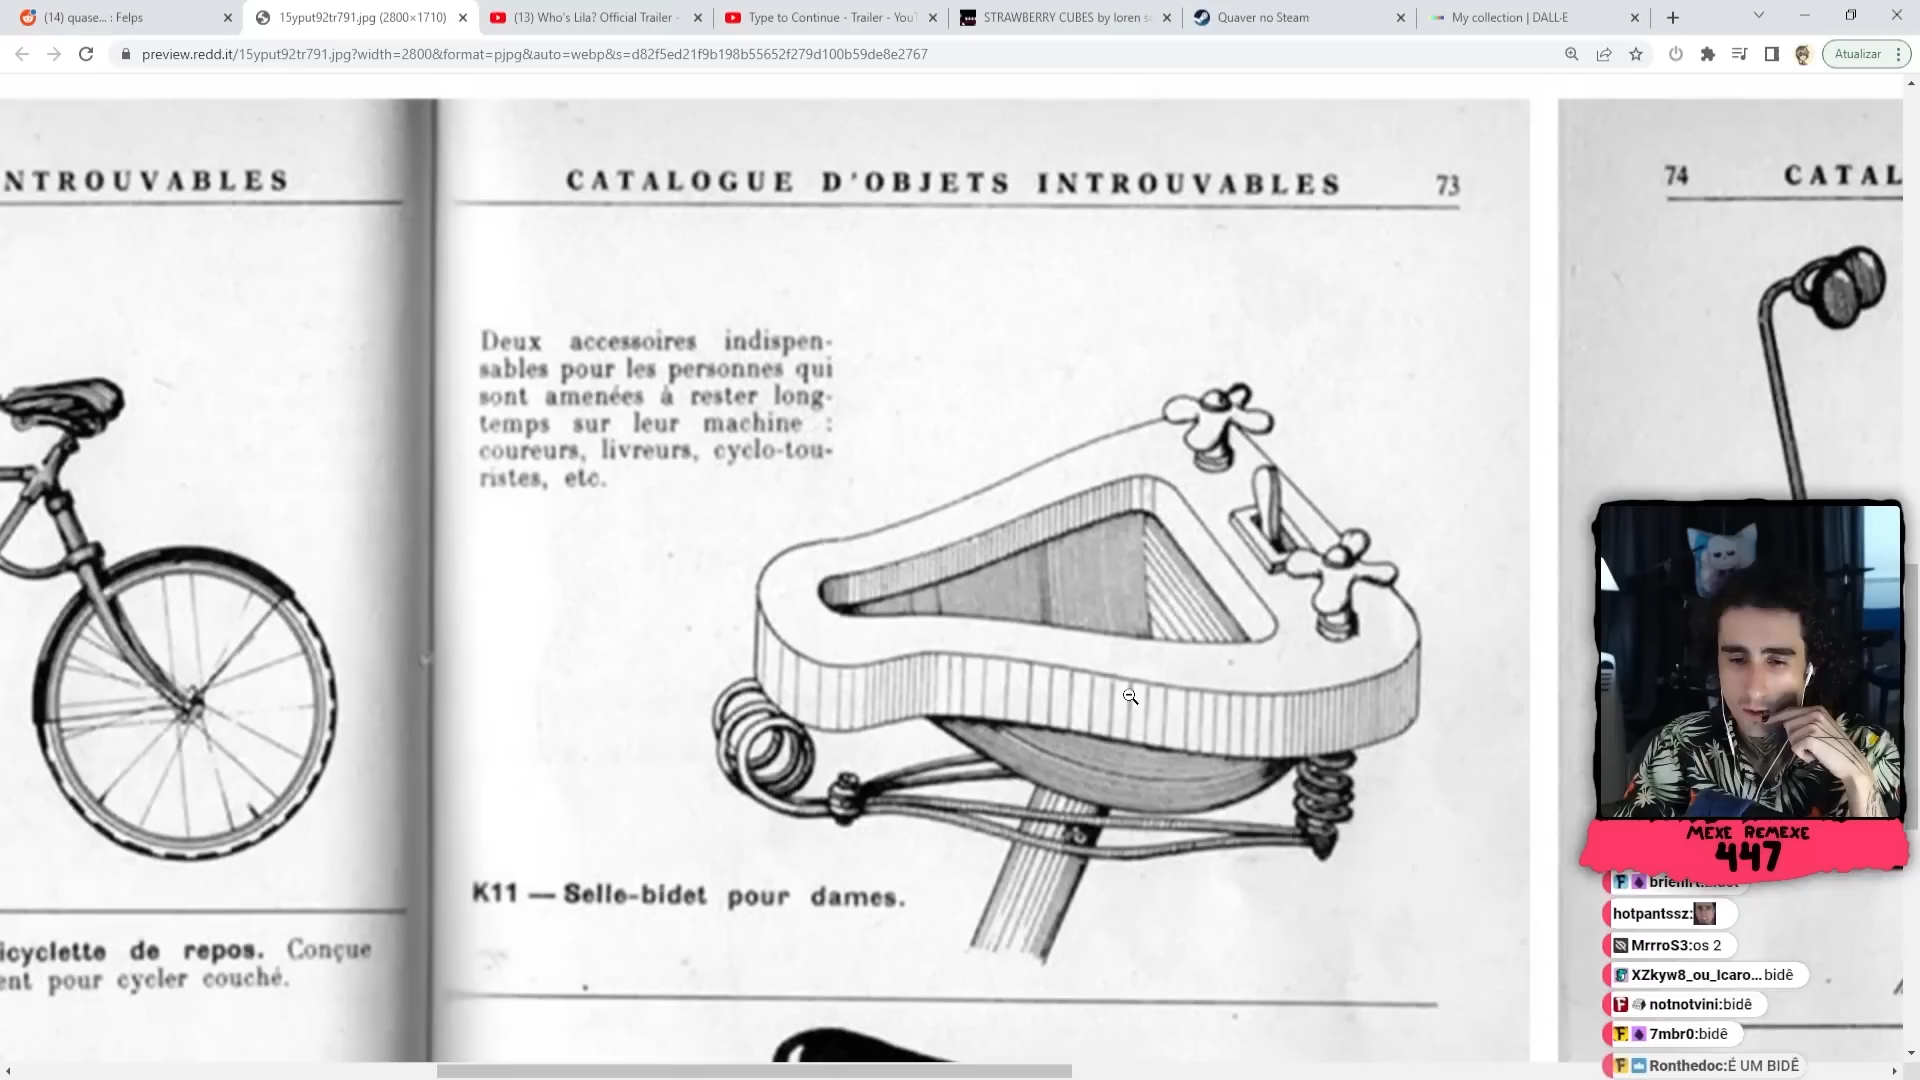 (14) quase... : Felps
15yput92tr791.jpg (2800×1710)
(13) Who's Lila? Official Trailer -
Type to Continue - Trailer - You
STRAWBERRY CUBES by loren s
Quaver no Steam
My collection | DALL·E
preview.redd.it/15yput92tr791.jpg?width=2800&format=pjpg&auto=webp&s=d82f5ed21f9b198b55652f279d100b59de8e2767
Atualizar
NTROUVABLES
CATALOGUE D'OBJETS INTROUVABLES 73
74 CATAL
Deux accessoires indispen-
sables pour les personnes qui
sont amenées à rester long-
temps sur leur machine :
coureurs, livreurs, cyclo-tou-
ristes, etc.
K11 — Selle-bidet pour dames.
icyclette de repos. Conçue
ent pour cycler couché.
MEXE REMEXE
447
hotpantssz:
MrrroS3:os 2
XZkyw8_ou_Icaro... bidê
notnotvini:bidê
7mbr0:bidê
Ronthedoc:É UM BIDÊ